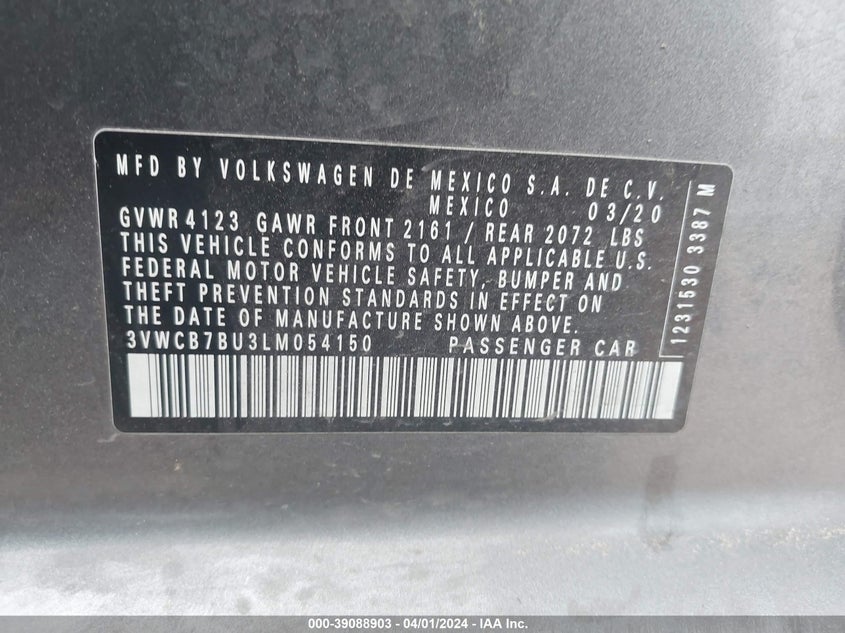 MFD BY VOLKSWAGEN DE MEXICO S.A. DE C.V.
MEXICO 03/20
GVWR 4123 GAWR FRONT 2161 / REAR 2072 LBS
THIS VEHICLE CONFORMS TO ALL APPLICABLE U.S.
FEDERAL MOTOR VEHICLE SAFETY, BUMPER AND
THEFT PREVENTION STANDARDS IN EFFECT ON
THE DATE OF MANUFACTURE SHOWN ABOVE.
3VWCB7BU3LM054150 PASSENGER CAR
1231530 3387 M
000-39088903 - 04/01/2024 - IAA Inc.